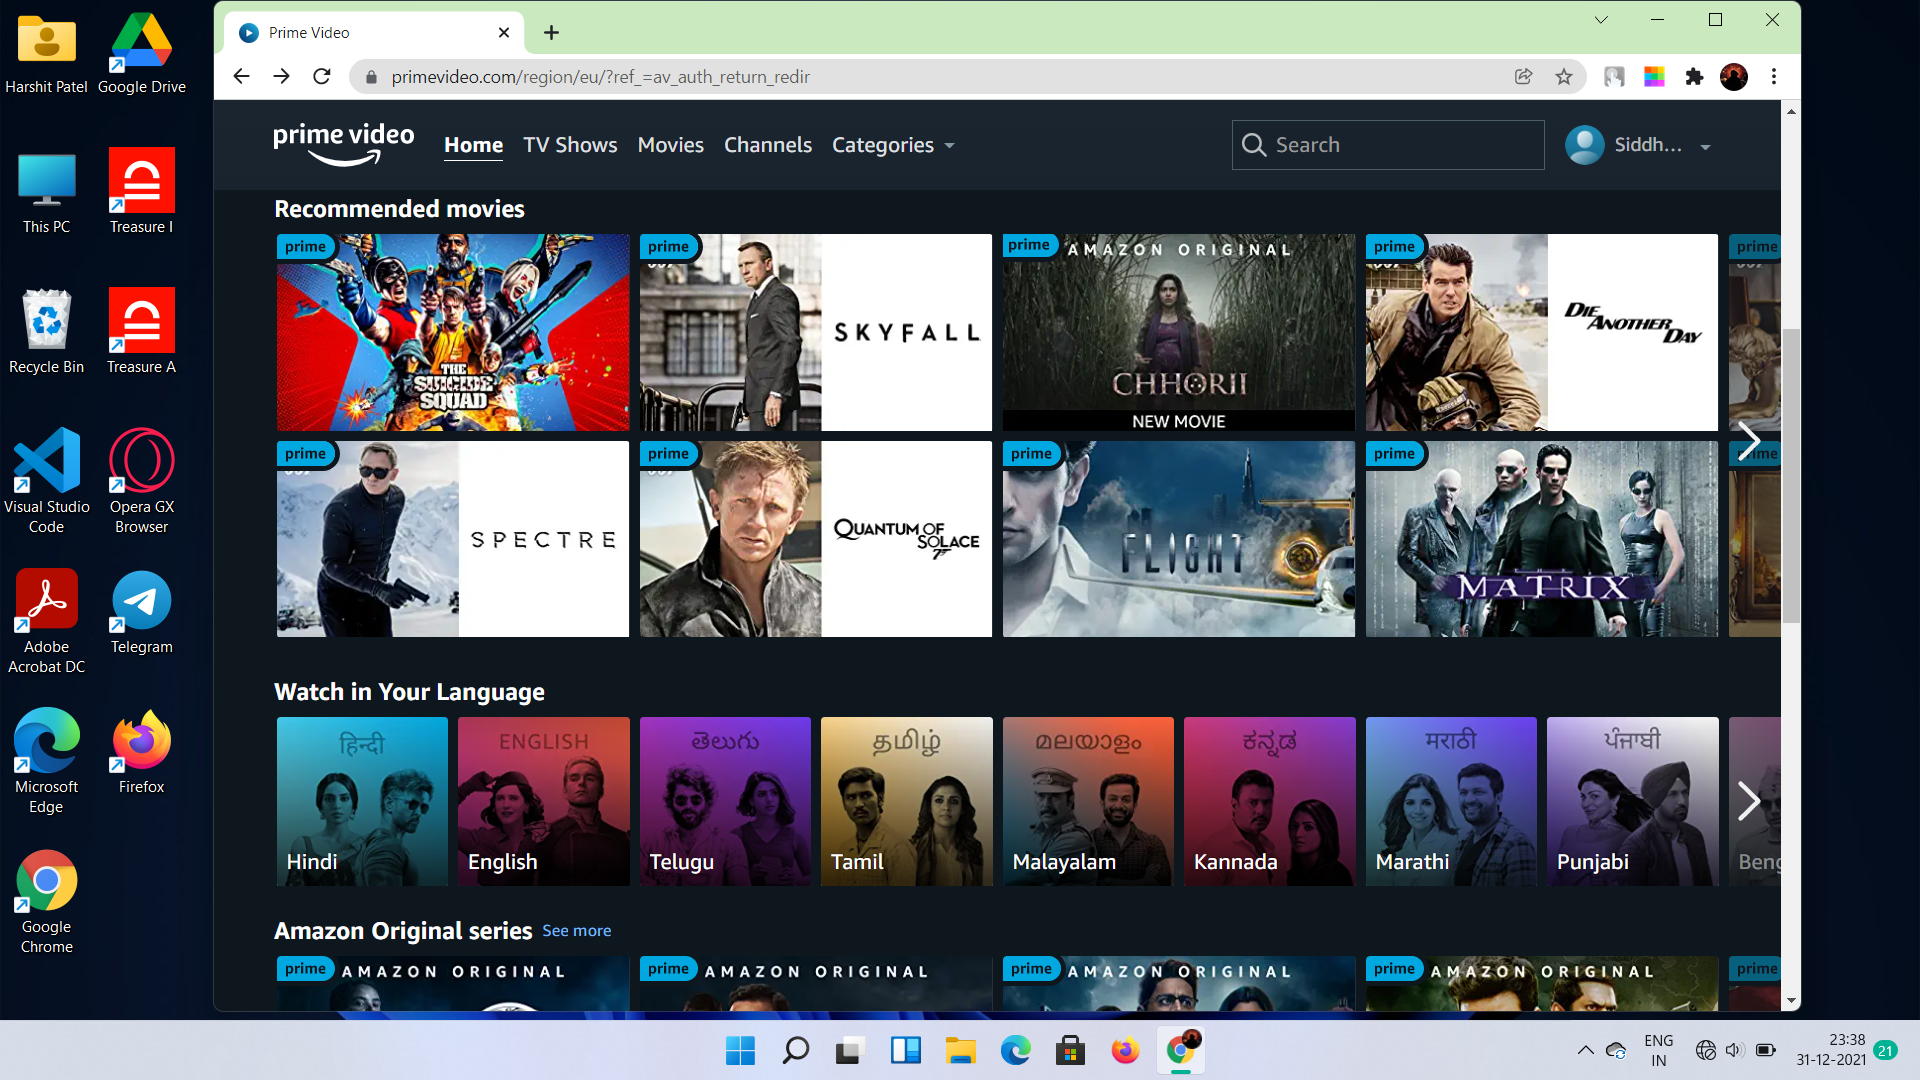 Harshit Patel
Google Drive
This PC
Treasure I
Recycle Bin
Treasure A
Visual Studio Code
Opera GX Browser
Adobe Acrobat DC
Telegram
Microsoft Edge
Firefox
Google Chrome
Prime Video
primevideo.com/region/eu/?ref_=av_auth_return_redir
prime video
Home TV Shows Movies Channels Categories
Search
Siddh...
Recommended movies
prime
THE SUICIDE SQUAD
prime
SKYFALL
prime AMAZON ORIGINAL
CHHORII
NEW MOVIE
prime
DIE ANOTHER DAY
prime
prime
SPECTRE
prime
QUANTUM OF SOLACE
prime
FLIGHT
prime
THE MATRIX
prime
Watch in Your Language
हिन्दी
Hindi
ENGLISH
English
తెలుగు
Telugu
தமிழ்
Tamil
മലയാളം
Malayalam
ಕನ್ನಡ
Kannada
मराठी
Marathi
ਪੰਜਾਬੀ
Punjabi
Beng
Amazon Original series See more
prime AMAZON ORIGINAL
prime AMAZON ORIGINAL
prime AMAZON ORIGINAL
prime AMAZON ORIGINAL
prime
ENG
IN
23:38
31-12-2021
21